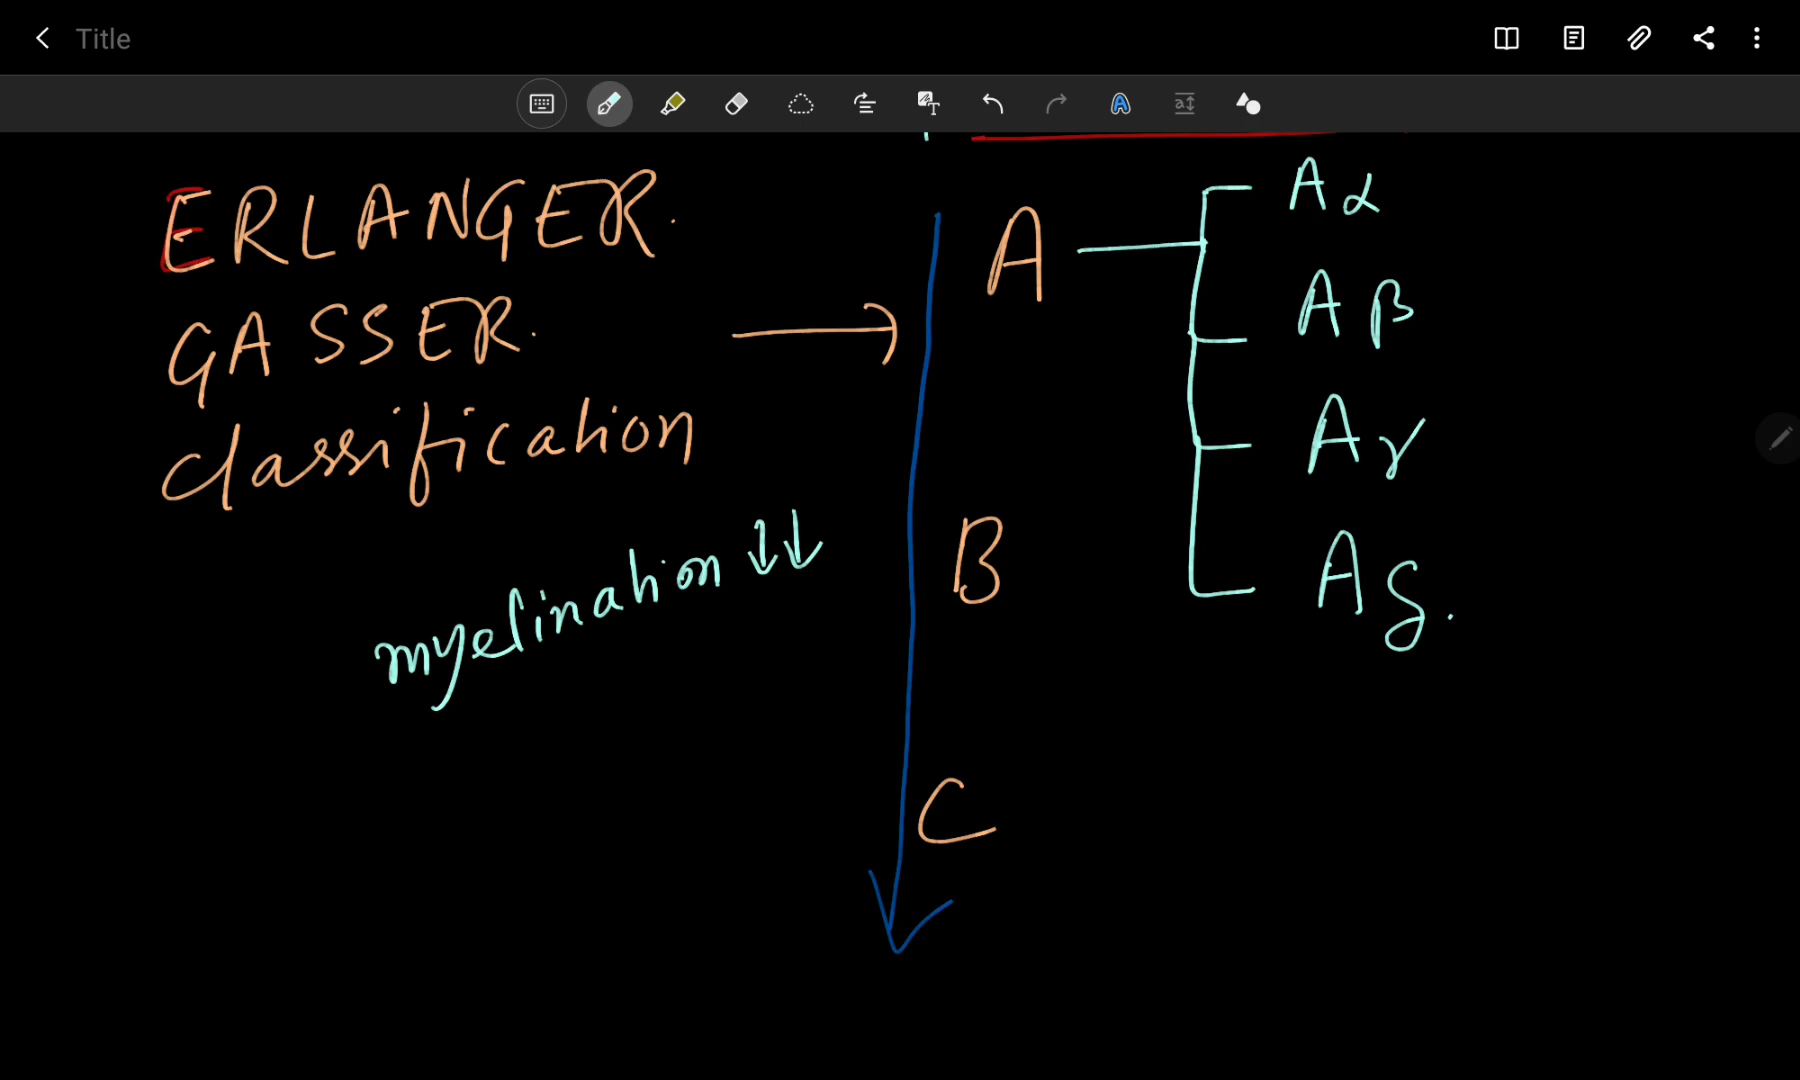 Title
ERLANGER.
GASSER.
classification
myelination ↓↓
A
B
C
Aα
Aβ
Aγ
Aδ.